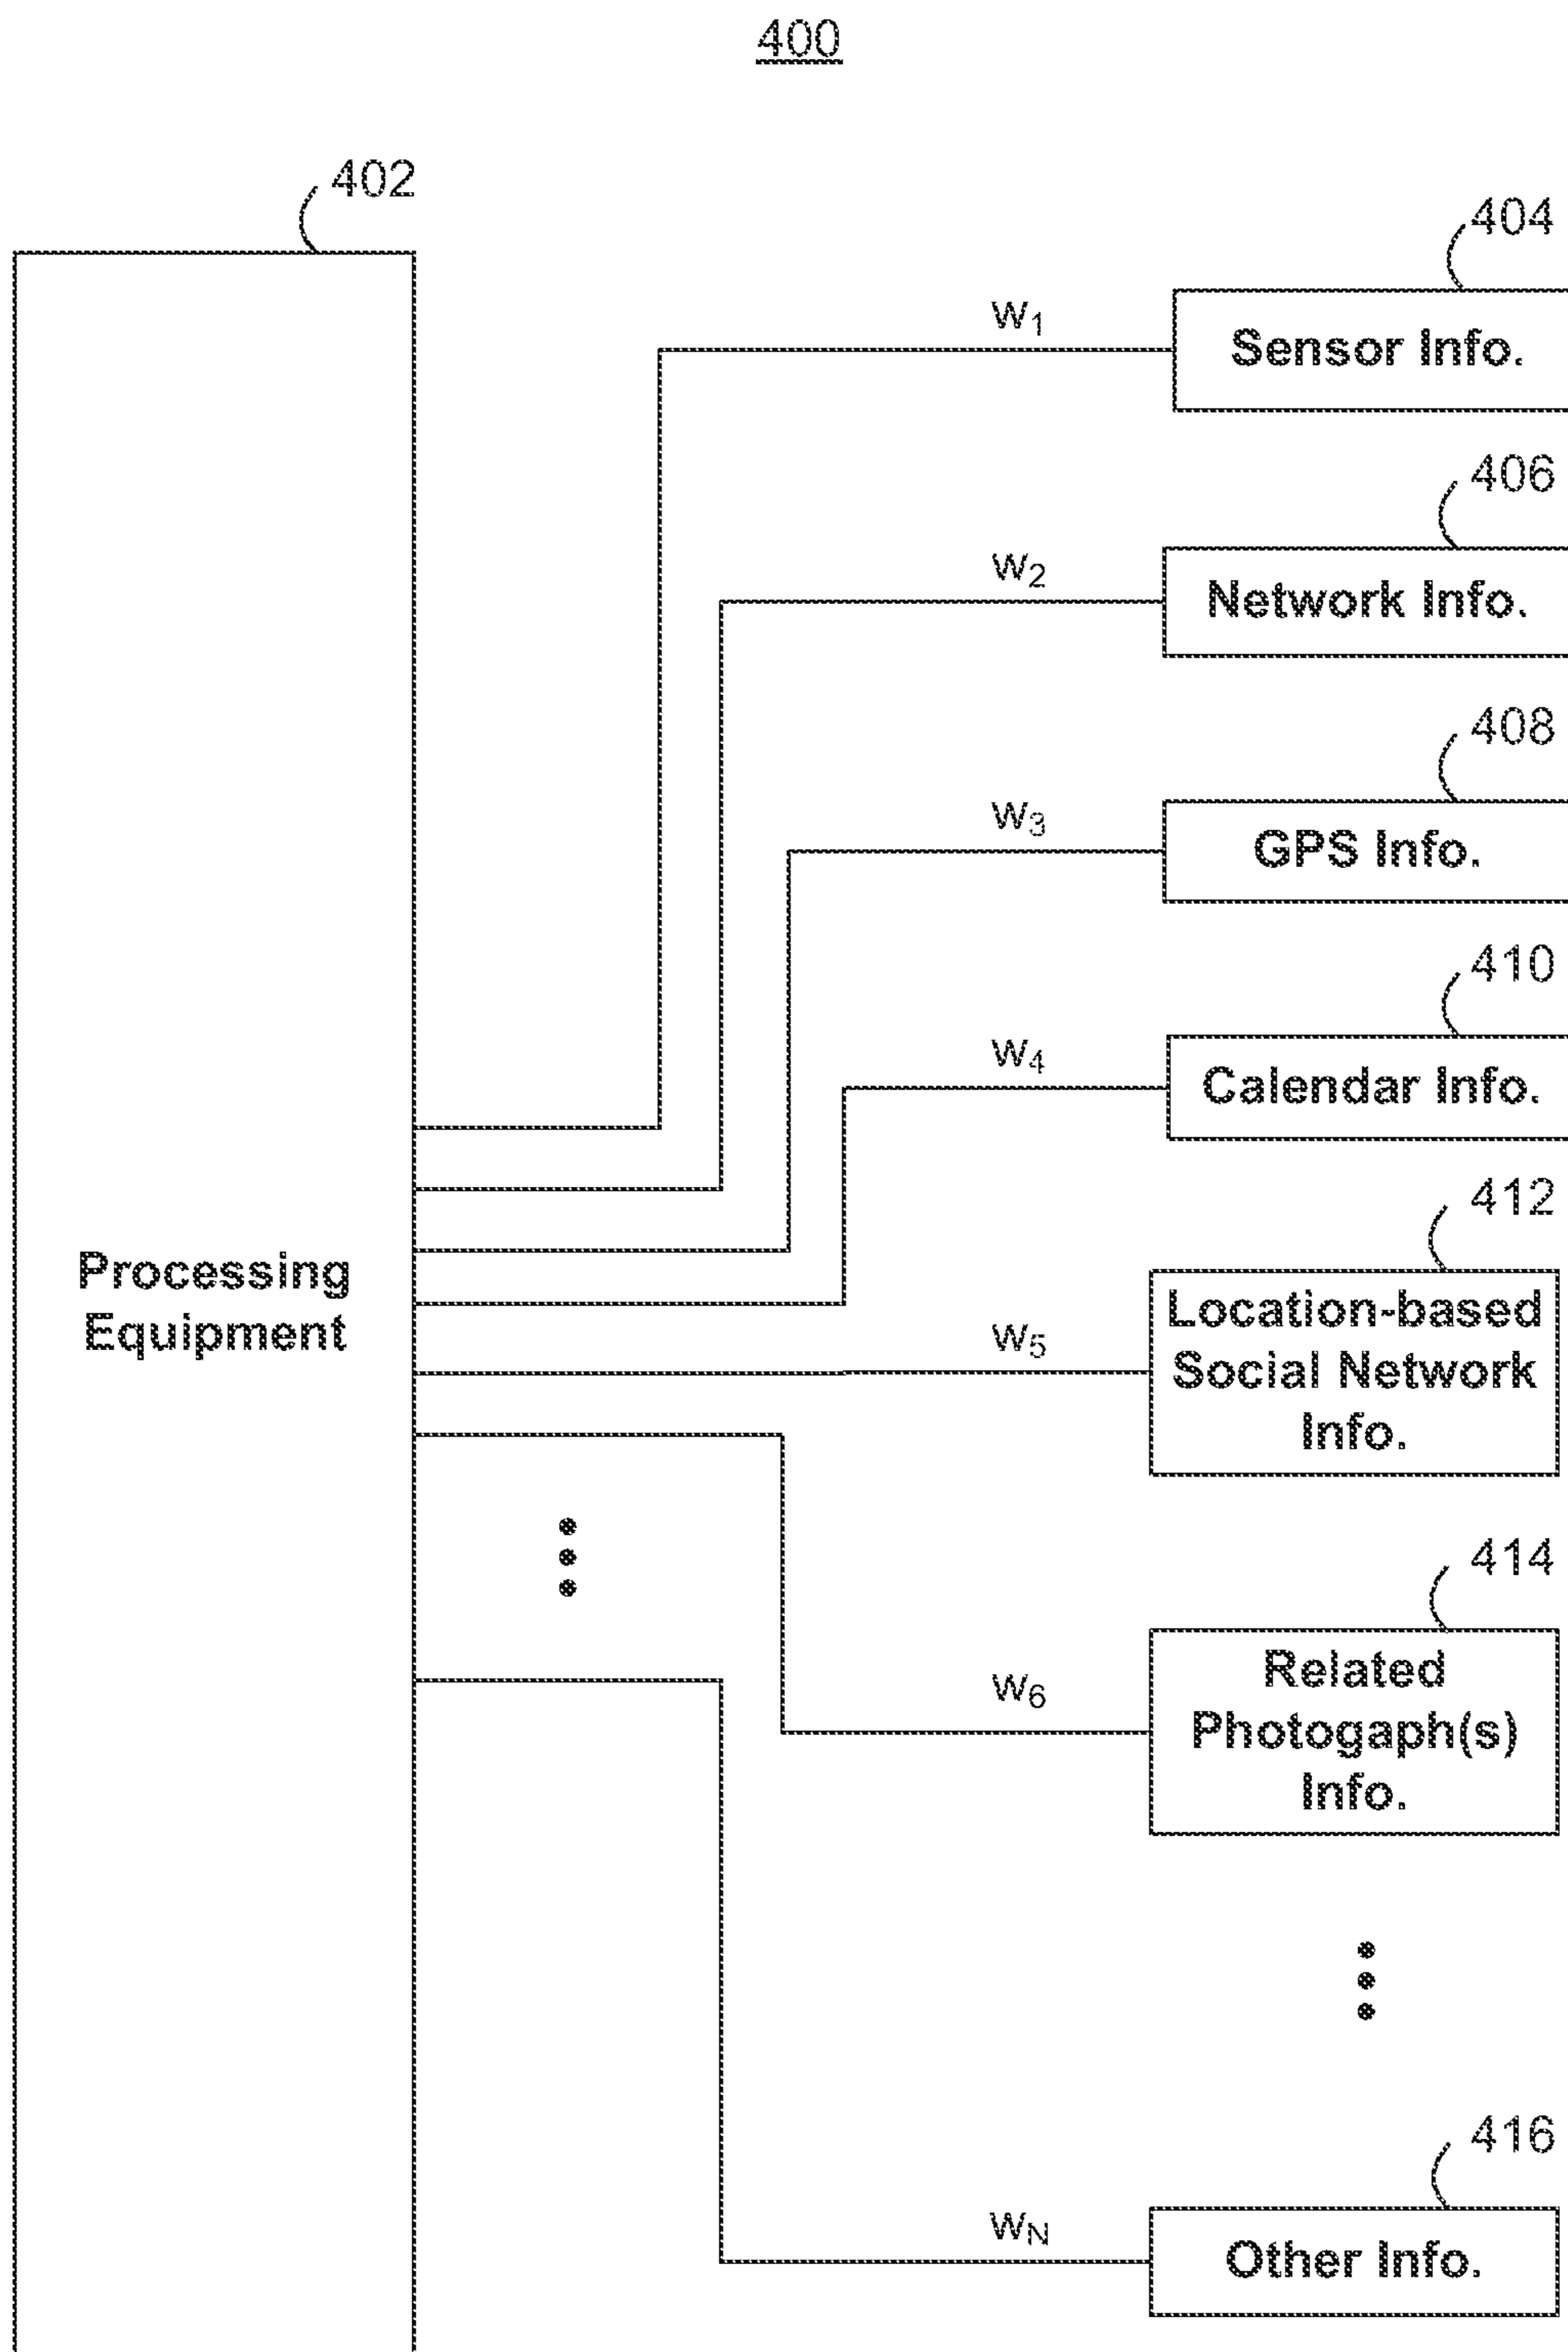 400
402
404
w1
Sensor Info.
406
w2
Network Info.
408
w3
GPS Info.
410
w4
Calendar Info.
412
Processing
Equipment
w5
Location-based
Social Network
Info.
414
w6
Related
Photogaph(s)
Info.
416
wN
Other Info.